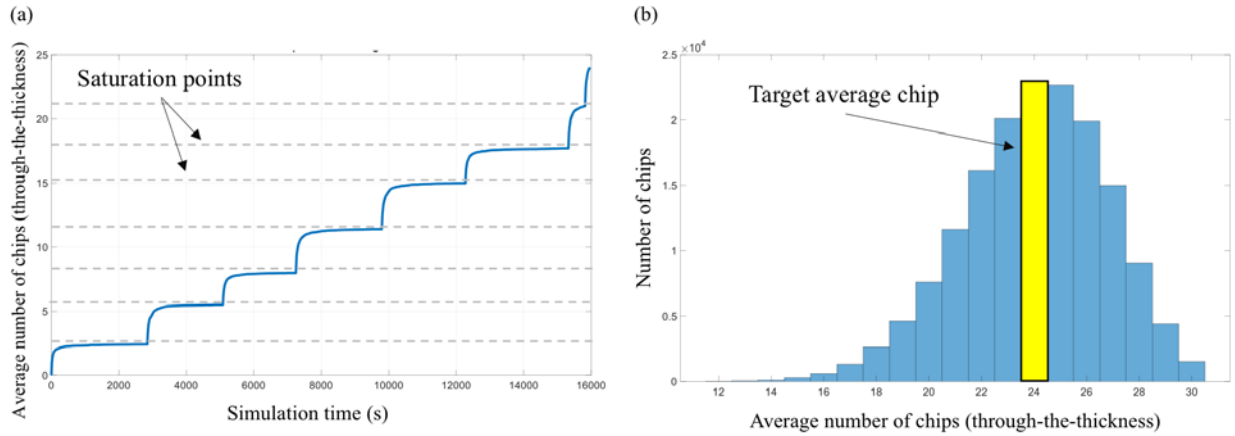 (a)
(b)
Average number of chips (through-the-thickness)
25
20
15
10
5
0
Saturation points
0 2000 4000 6000 8000 10000 12000 14000 16000
Simulation time (s)
×10⁴
Number of chips
2.5
2
1.5
1
0.5
0
Target average chip
12 14 16 18 20 22 24 26 28 30
Average number of chips (through-the-thickness)